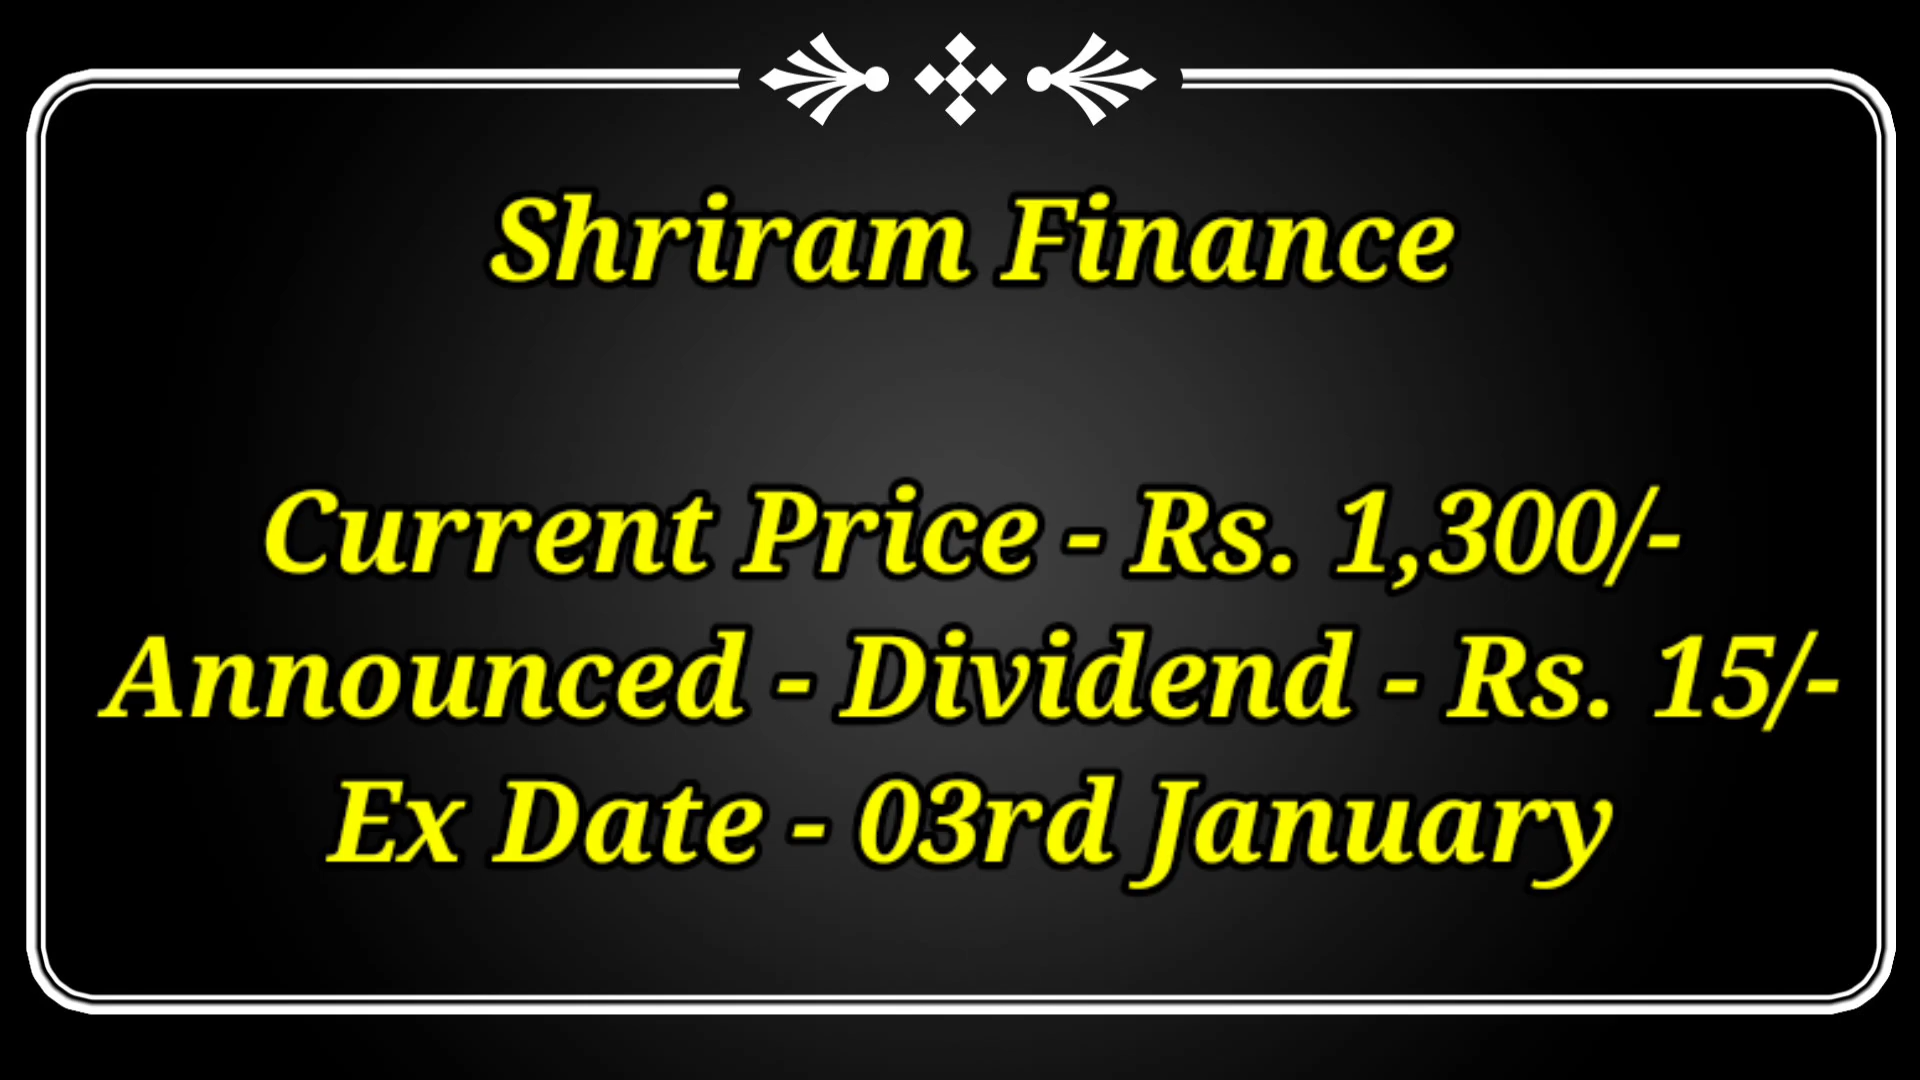 Shriram Finance
Current Price - Rs. 1,300/-
Announced - Dividend - Rs. 15/-
Ex Date - 03rd January